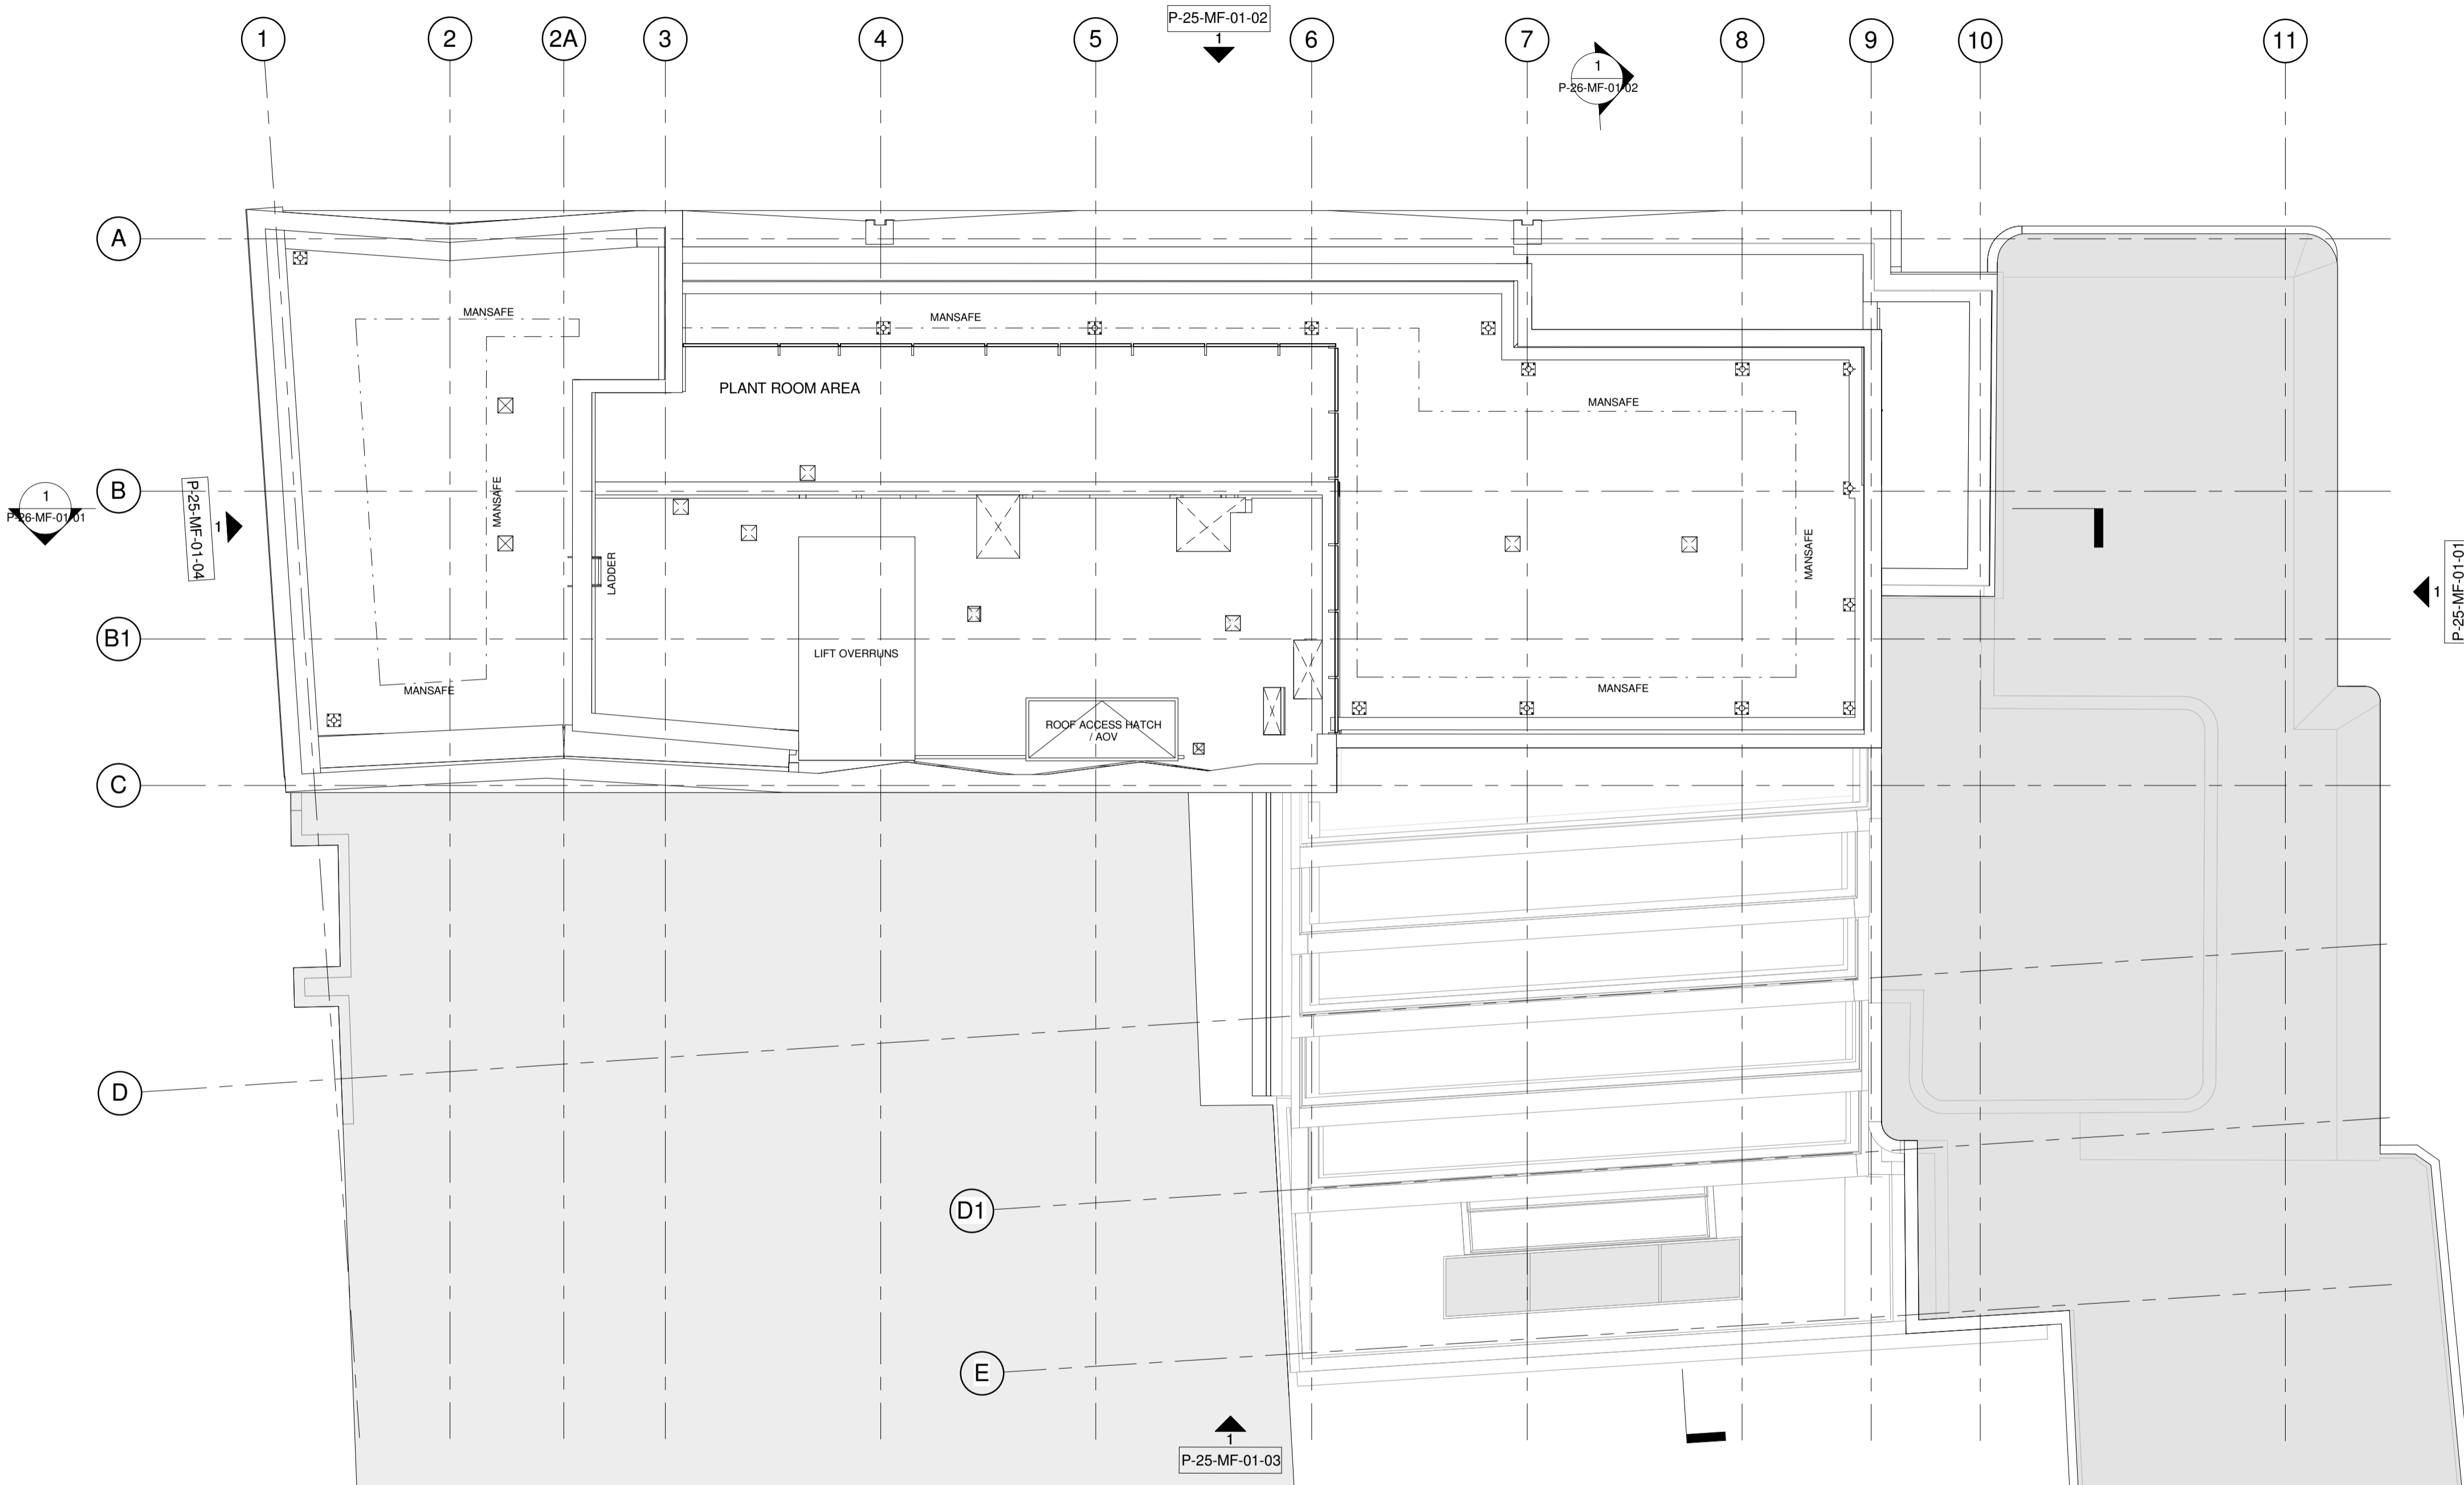 P-25-MF-01-02
1
1
2
2A
3
4
5
6
7
8
9
10
11
1
P-26-MF-01/02
A
MANSAFE
MANSAFE
PLANT ROOM AREA
MANSAFE
B
1
P-26-MF-01/01
P-25-MF-01-04
1
MANSAFE
LADDER
MANSAFE
P-25-MF-01-01
1
B1
LIFT OVERRUNS
MANSAFE
MANSAFE
ROOF ACCESS HATCH
/ AOV
C
D
D1
E
1
P-25-MF-01-03